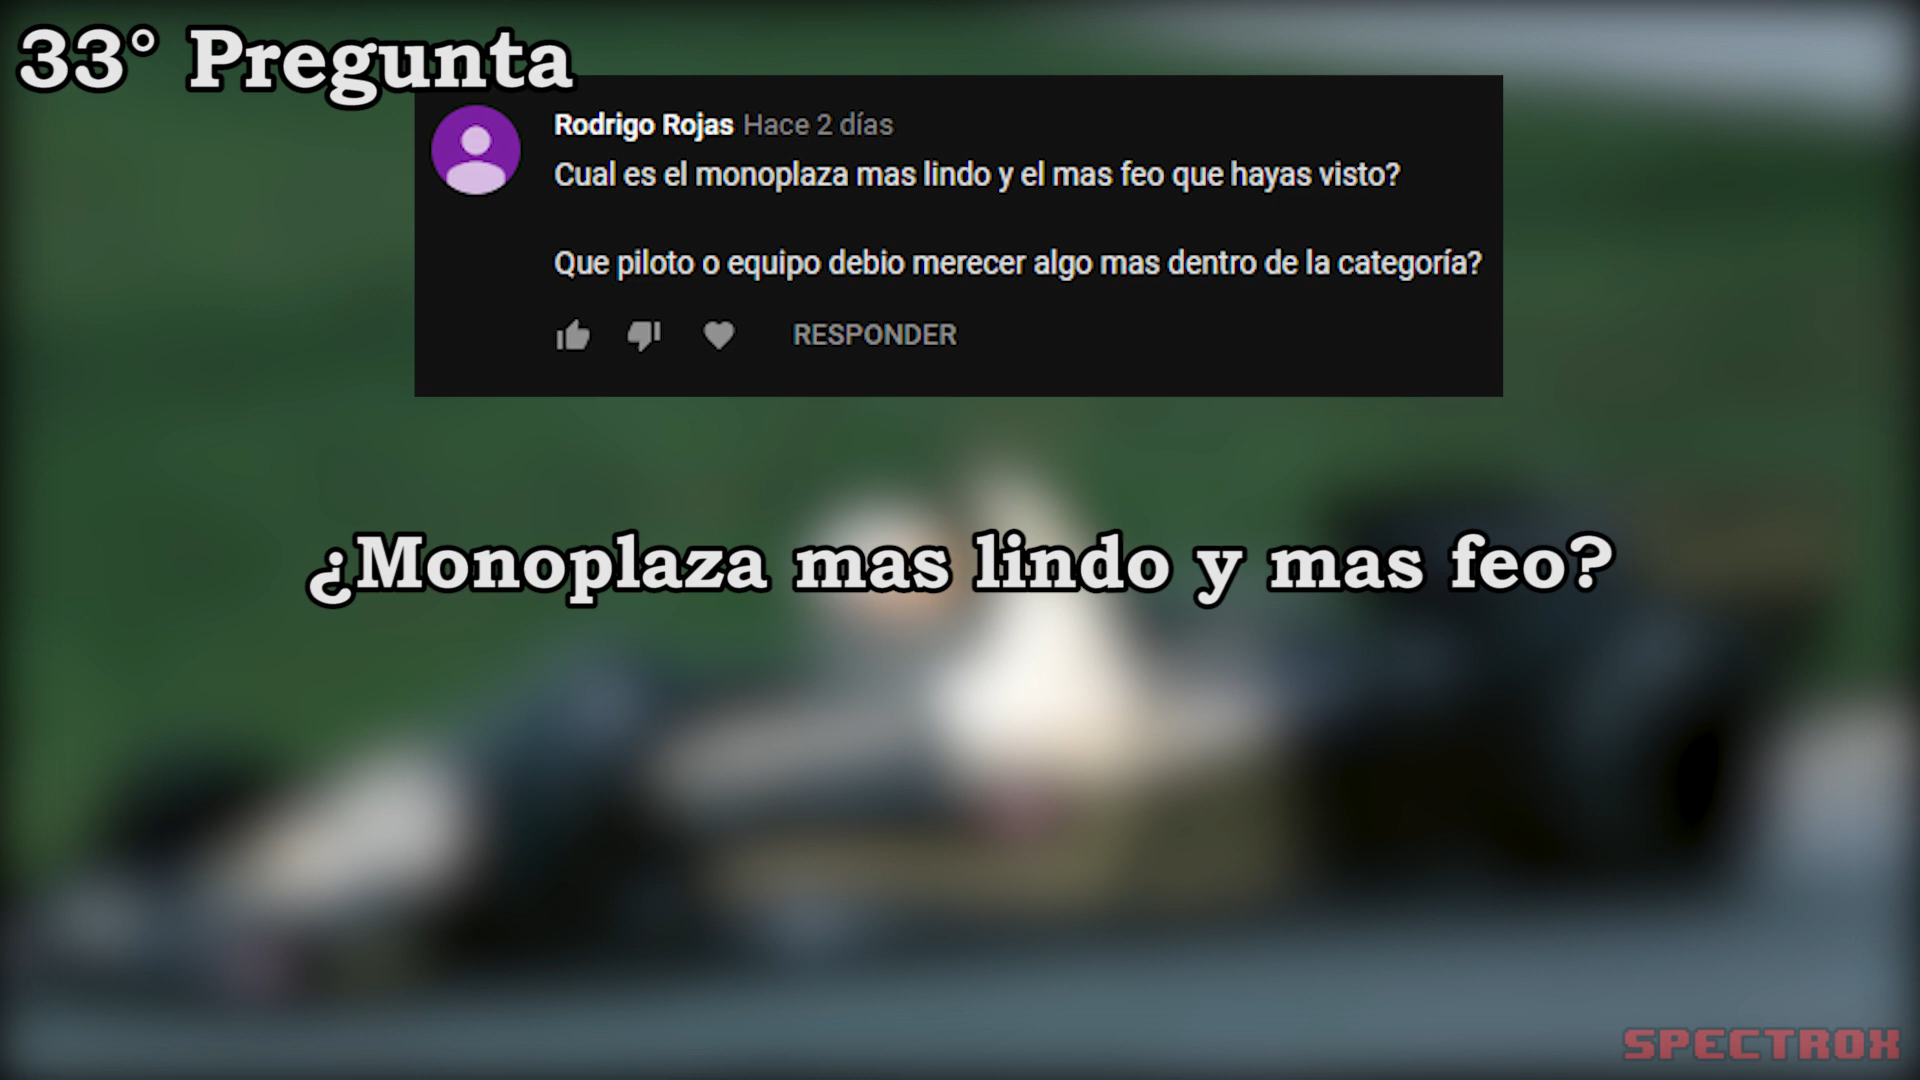 33° Pregunta
Rodrigo Rojas Hace 2 días
Cual es el monoplaza mas lindo y el mas feo que hayas visto?
Que piloto o equipo debio merecer algo mas dentro de la categoría?
RESPONDER
¿Monoplaza mas lindo y mas feo?
SPECTROX